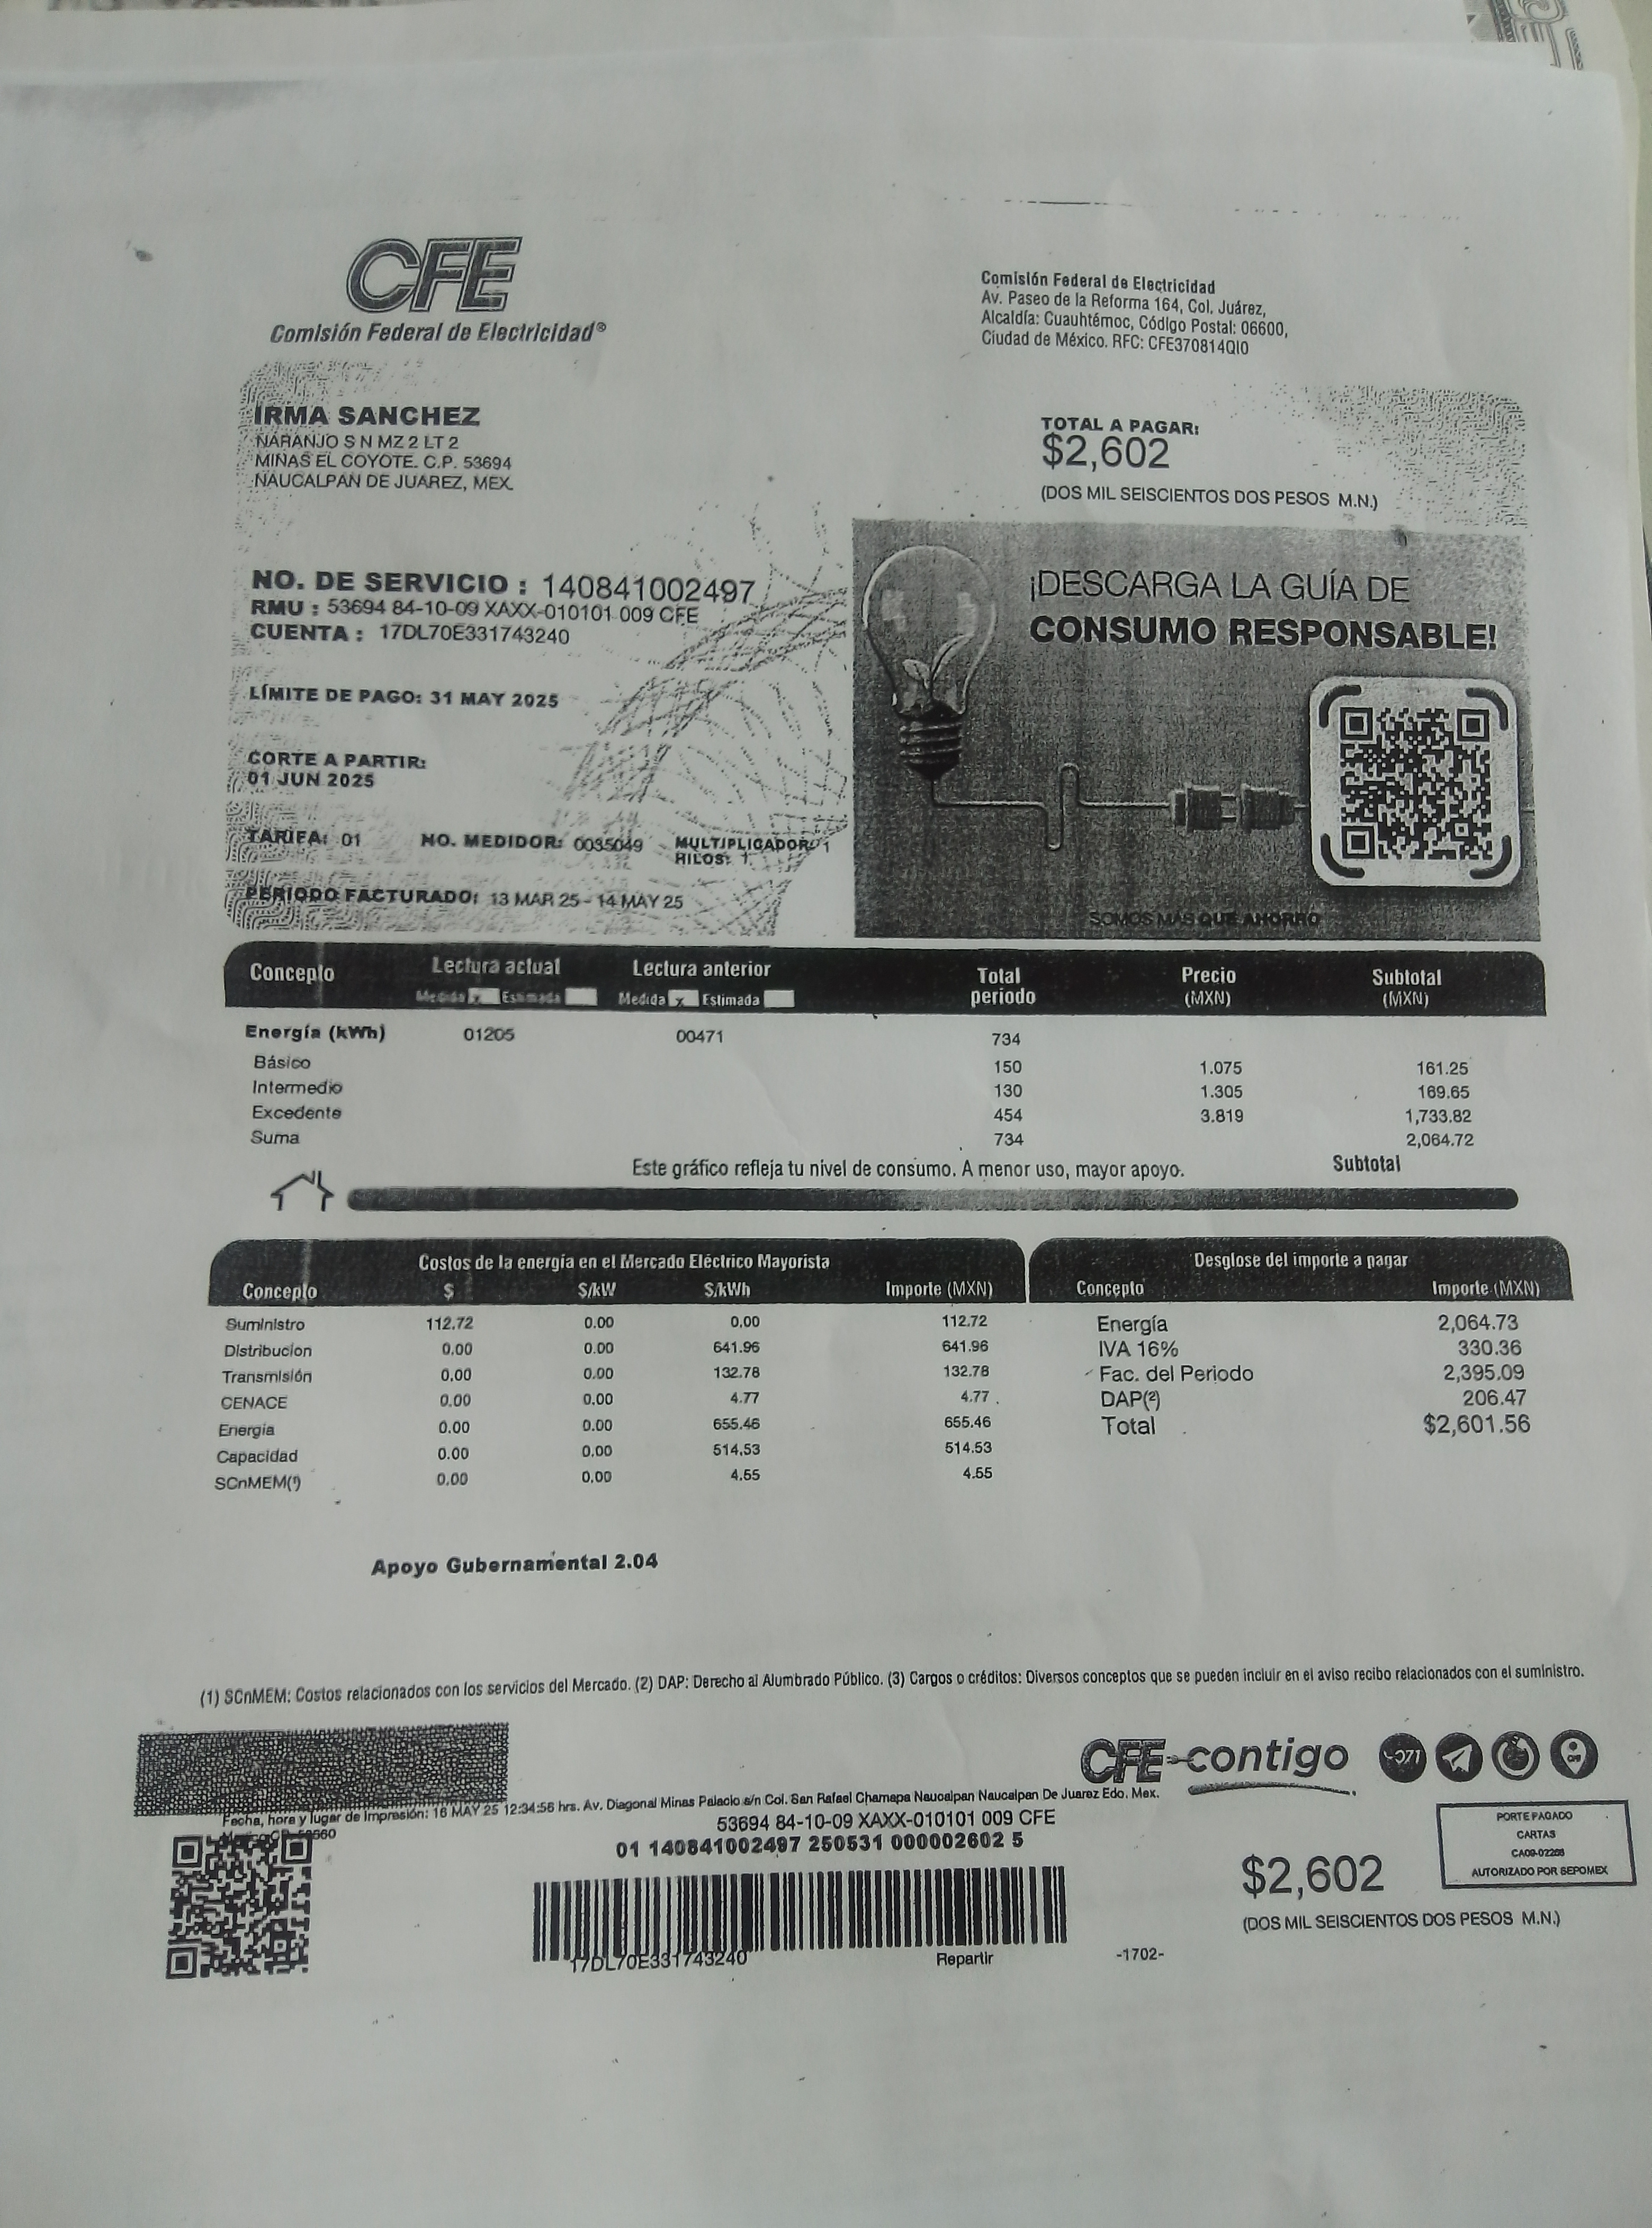 CFE
Comisión Federal de Electricidad®
Comisión Federal de Electricidad
Av. Paseo de la Reforma 164, Col. Juárez,
Alcaldía: Cuauhtémoc, Código Postal: 06600,
Ciudad de México. RFC: CFE370814QI0
IRMA SANCHEZ
NARANJO S N MZ 2 LT 2
MINAS EL COYOTE. C.P. 53694
NAUCALPAN DE JUAREZ, MEX.
TOTAL A PAGAR:
$2,602
(DOS MIL SEISCIENTOS DOS PESOS M.N.)
NO. DE SERVICIO : 140841002497
RMU : 53694 84-10-09 XAXX-010101 009 CFE
CUENTA : 17DL70E331743240
LÍMITE DE PAGO: 31 MAY 2025
CORTE A PARTIR:
01 JUN 2025
TARIFA: 01 NO. MEDIDOR: 0035049 MULTIPLICADOR: 1
HILOS: 1
PERIODO FACTURADO: 13 MAR 25 - 14 MAY 25
¡DESCARGA LA GUÍA DE
CONSUMO RESPONSABLE!
SOMOS MÁS QUE AHORRO
Concepto Lectura actual Lectura anterior Total periodo Precio (MXN) Subtotal (MXN)
Medida x Estimada Medida x Estimada
Energía (kWh) 01205 00471 734
Básico 150 1.075 161.25
Intermedio 130 1.305 169.65
Excedente 454 3.819 1,733.82
Suma 734 2,064.72
Este gráfico refleja tu nivel de consumo. A menor uso, mayor apoyo. Subtotal
Costos de la energía en el Mercado Eléctrico Mayorista
Concepto $ $/kW $/kWh Importe (MXN)
Suministro 112.72 0.00 0.00 112.72
Distribucion 0.00 0.00 641.96 641.96
Transmisión 0.00 0.00 132.78 132.78
CENACE 0.00 0.00 4.77 4.77
Energia 0.00 0.00 655.46 655.46
Capacidad 0.00 0.00 514.53 514.53
SCnMEM(¹) 0.00 0.00 4.55 4.55
Desglose del importe a pagar
Concepto Importe (MXN)
Energía 2,064.73
IVA 16% 330.36
Fac. del Periodo 2,395.09
DAP(²) 206.47
Total $2,601.56
Apoyo Gubernamental 2.04
(1) SCnMEM: Costos relacionados con los servicios del Mercado. (2) DAP: Derecho al Alumbrado Público. (3) Cargos o créditos: Diversos conceptos que se pueden incluir en el aviso recibo relacionados con el suministro.
CFE contigo
071
Fecha, hora y lugar de Impresión: 16 MAY 25 12:34:56 hrs. Av. Diagonal Minas Palacio s/n Col. San Rafael Chamapa Naucalpan Naucalpan De Juarez Edo. Mex.
53694 84-10-09 XAXX-010101 009 CFE
01 140841002497 250531 000002602 5
17DL70E331743240
Repartir
-1702-
$2,602
(DOS MIL SEISCIENTOS DOS PESOS M.N.)
PORTE PAGADO
CARTAS
AUTORIZADO POR SEPOMEX